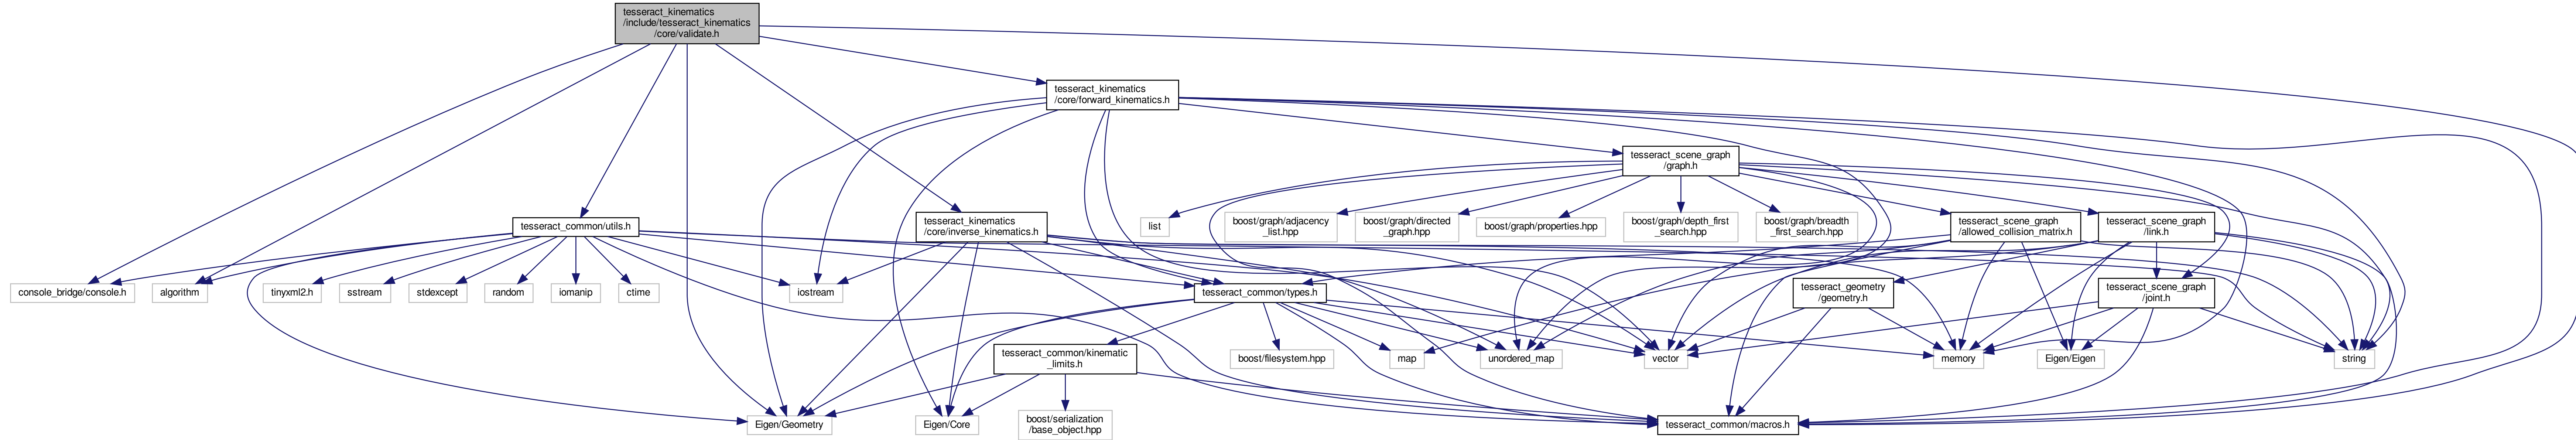 tesseract_kinematics
/include/tesseract_kinematics
/core/validate.h
tesseract_kinematics
/core/forward_kinematics.h
tesseract_scene_graph
/graph.h
tesseract_common/utils.h
tesseract_kinematics
/core/inverse_kinematics.h
list
boost/graph/adjacency
_list.hpp
boost/graph/directed
_graph.hpp
boost/graph/properties.hpp
boost/graph/depth_first
_search.hpp
boost/graph/breadth
_first_search.hpp
tesseract_scene_graph
/allowed_collision_matrix.h
tesseract_scene_graph
/link.h
console_bridge/console.h
algorithm
tinyxml2.h
sstream
stdexcept
random
iomanip
ctime
iostream
tesseract_common/types.h
tesseract_geometry
/geometry.h
tesseract_scene_graph
/joint.h
tesseract_common/kinematic
_limits.h
boost/filesystem.hpp
map
unordered_map
vector
memory
Eigen/Eigen
string
Eigen/Geometry
Eigen/Core
boost/serialization
/base_object.hpp
tesseract_common/macros.h